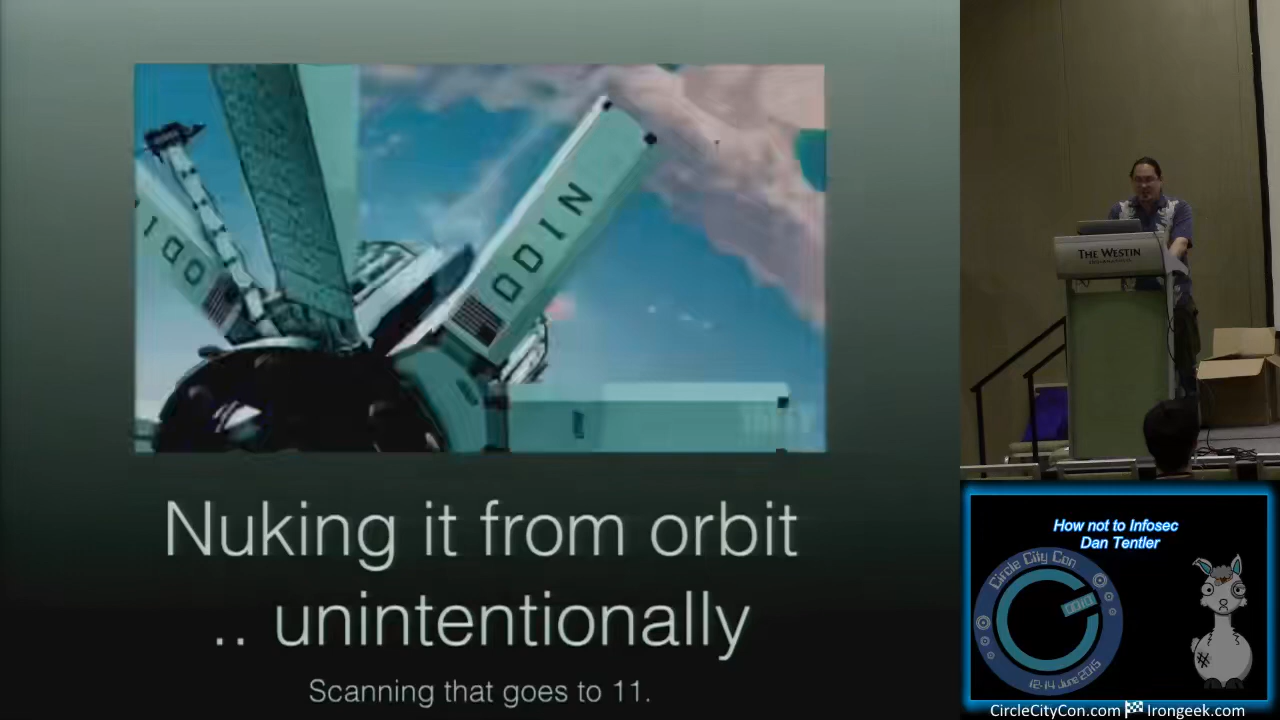 ODIN
ODIN
Nuking it from orbit
.. unintentionally
Scanning that goes to 11.
THE WESTIN
How not to Infosec
Dan Tentler
Circle City Con
12-14 June 2015
CircleCityCon.com Irongeek.com